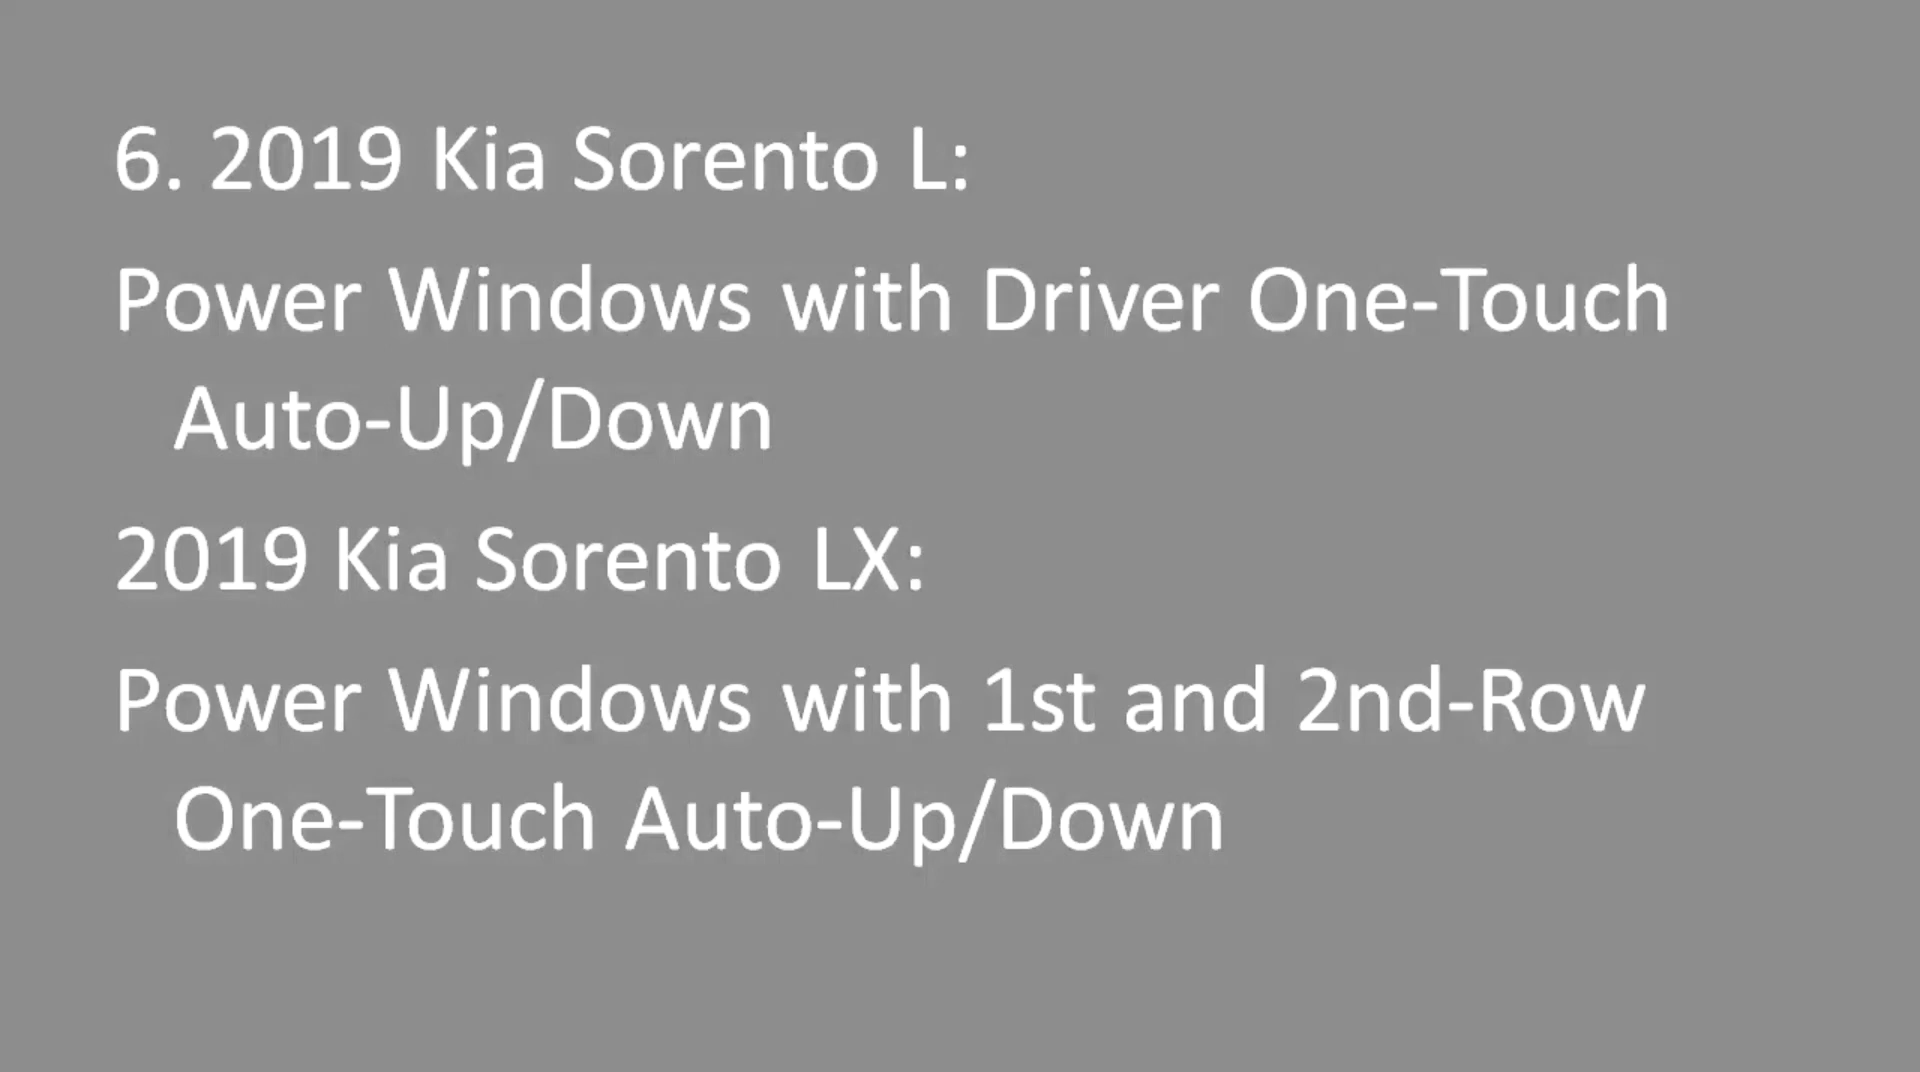 6. 2019 Kia Sorento L:
Power Windows with Driver One-Touch
Auto-Up/Down
2019 Kia Sorento LX:
Power Windows with 1st and 2nd-Row
One-Touch Auto-Up/Down